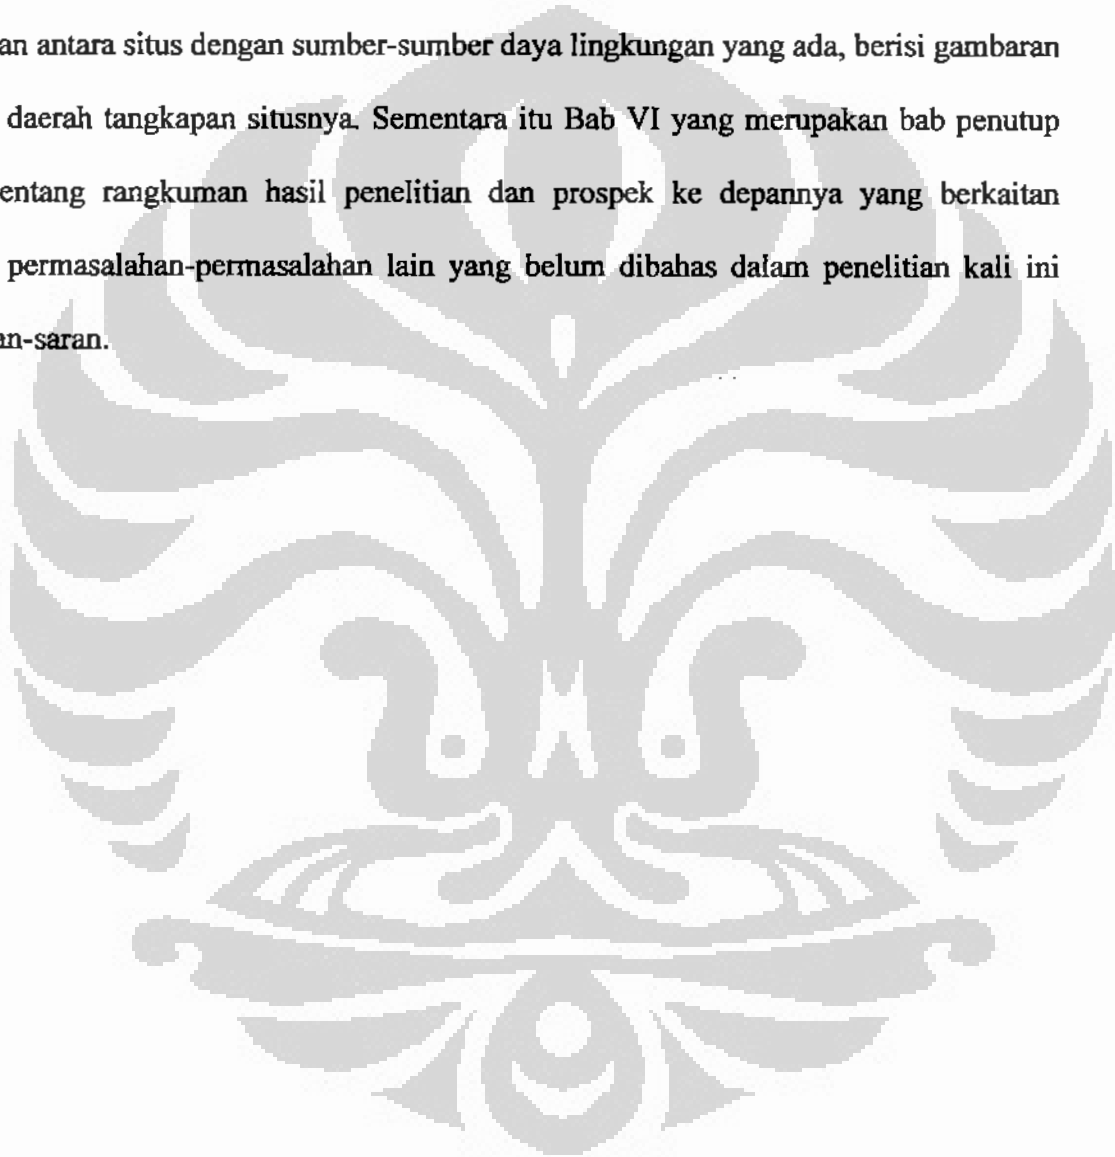 an antara situs dengan sumber-sumber daya lingkungan yang ada, berisi gambaran
daerah tangkapan situsnya. Sementara itu Bab VI yang merupakan bab penutup
entang rangkuman hasil penelitian dan prospek ke depannya yang berkaitan
permasalahan-permasalahan lain yang belum dibahas dalam penelitian kali ini
an-saran.